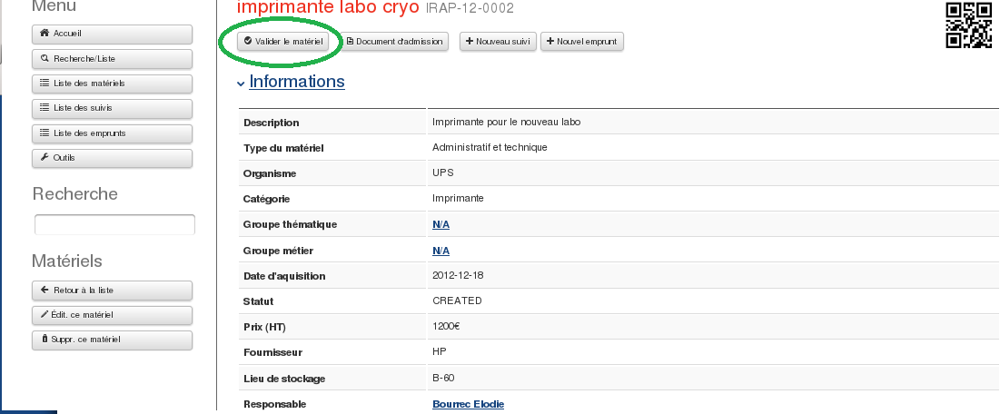 Menu
Accueil
Recherche/Liste
Liste des matériels
Liste des suivis
Liste des emprunts
Outils
Recherche
Matériels
Retour à la liste
Édit. ce matériel
Suppr. ce matériel
imprimante labo cryo IRAP-12-0002
Valider le matériel Document d'admission Nouveau suivi Nouvel emprunt
Informations
Description Imprimante pour le nouveau labo
Type du matériel Administratif et technique
Organisme UPS
Catégorie Imprimante
Groupe thématique N/A
Groupe métier N/A
Date d'aquisition 2012-12-18
Statut CREATED
Prix (HT) 1200€
Fournisseur HP
Lieu de stockage B-60
Responsable Bourrec Elodie